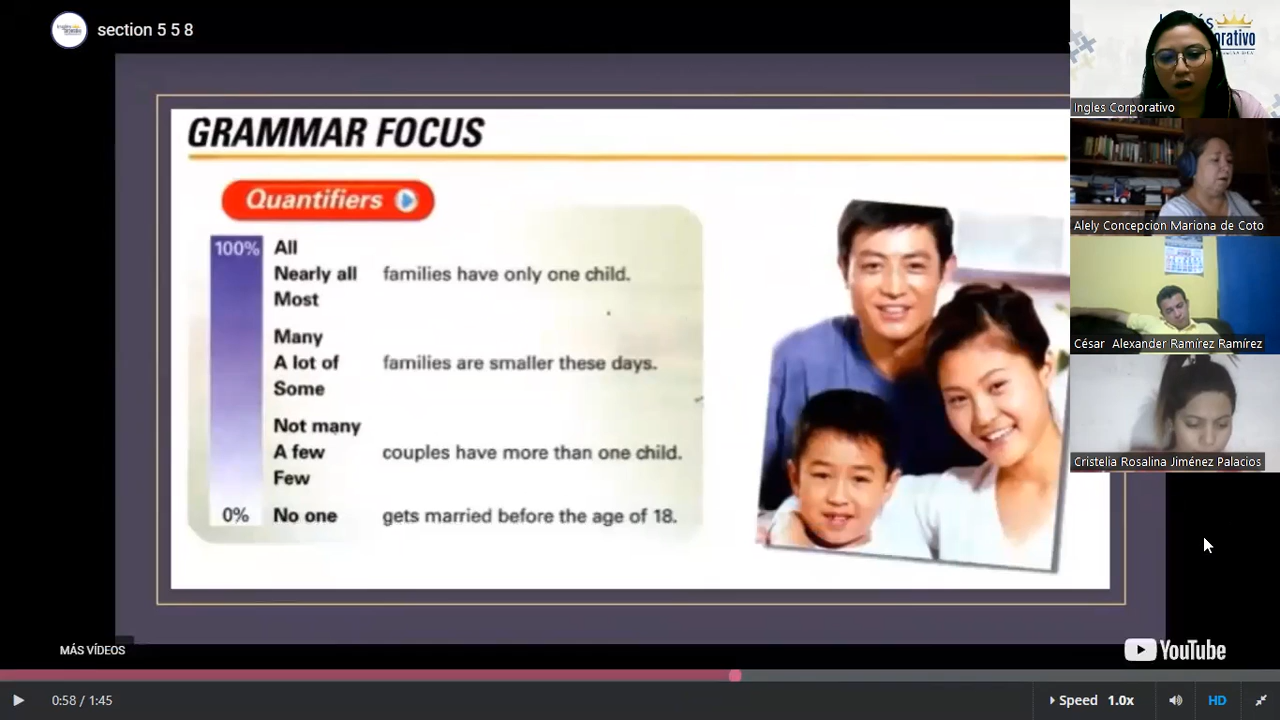 section 5 5 8
GRAMMAR FOCUS
Quantifiers
100% All
Nearly all families have only one child.
Most
Many
A lot of families are smaller these days.
Some
Not many
A few couples have more than one child.
Few
0% No one gets married before the age of 18.
Ingles Corporativo
Alely Concepcion Mariona de Coto
César Alexander Ramírez Ramírez
Cristelia Rosalina Jiménez Palacios
MÁS VÍDEOS
YouTube
0:58 / 1:45
Speed 1.0x
HD